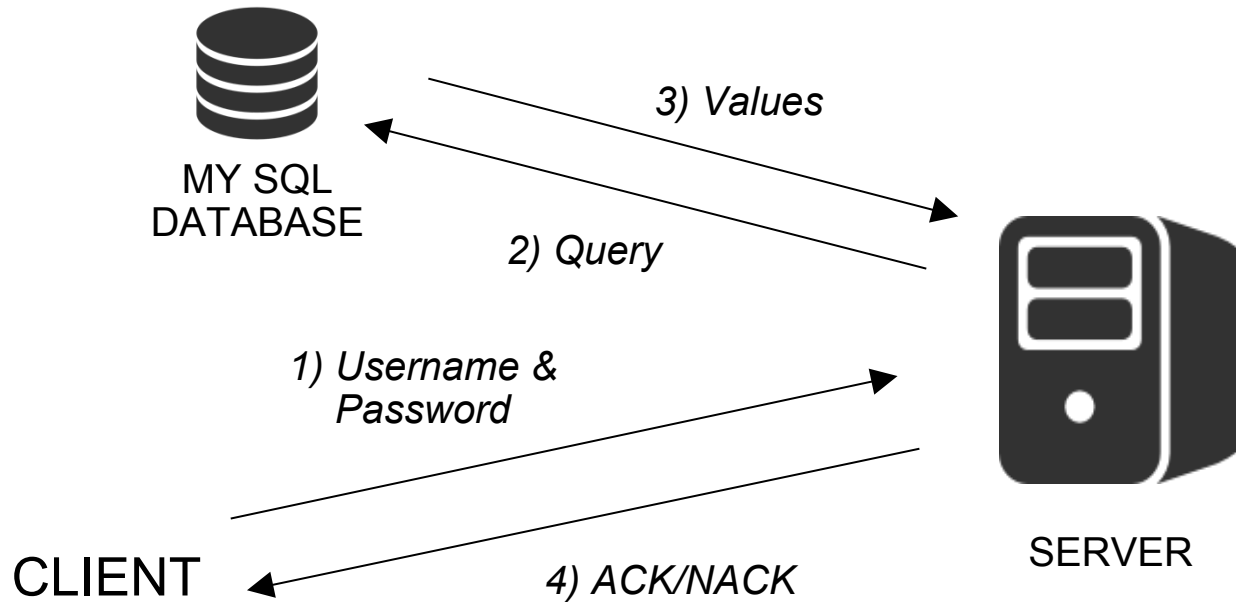 3) Values
MY SQL
DATABASE
2) Query
1) Username &
Password
SERVER
CLIENT
4) ACK/NACK